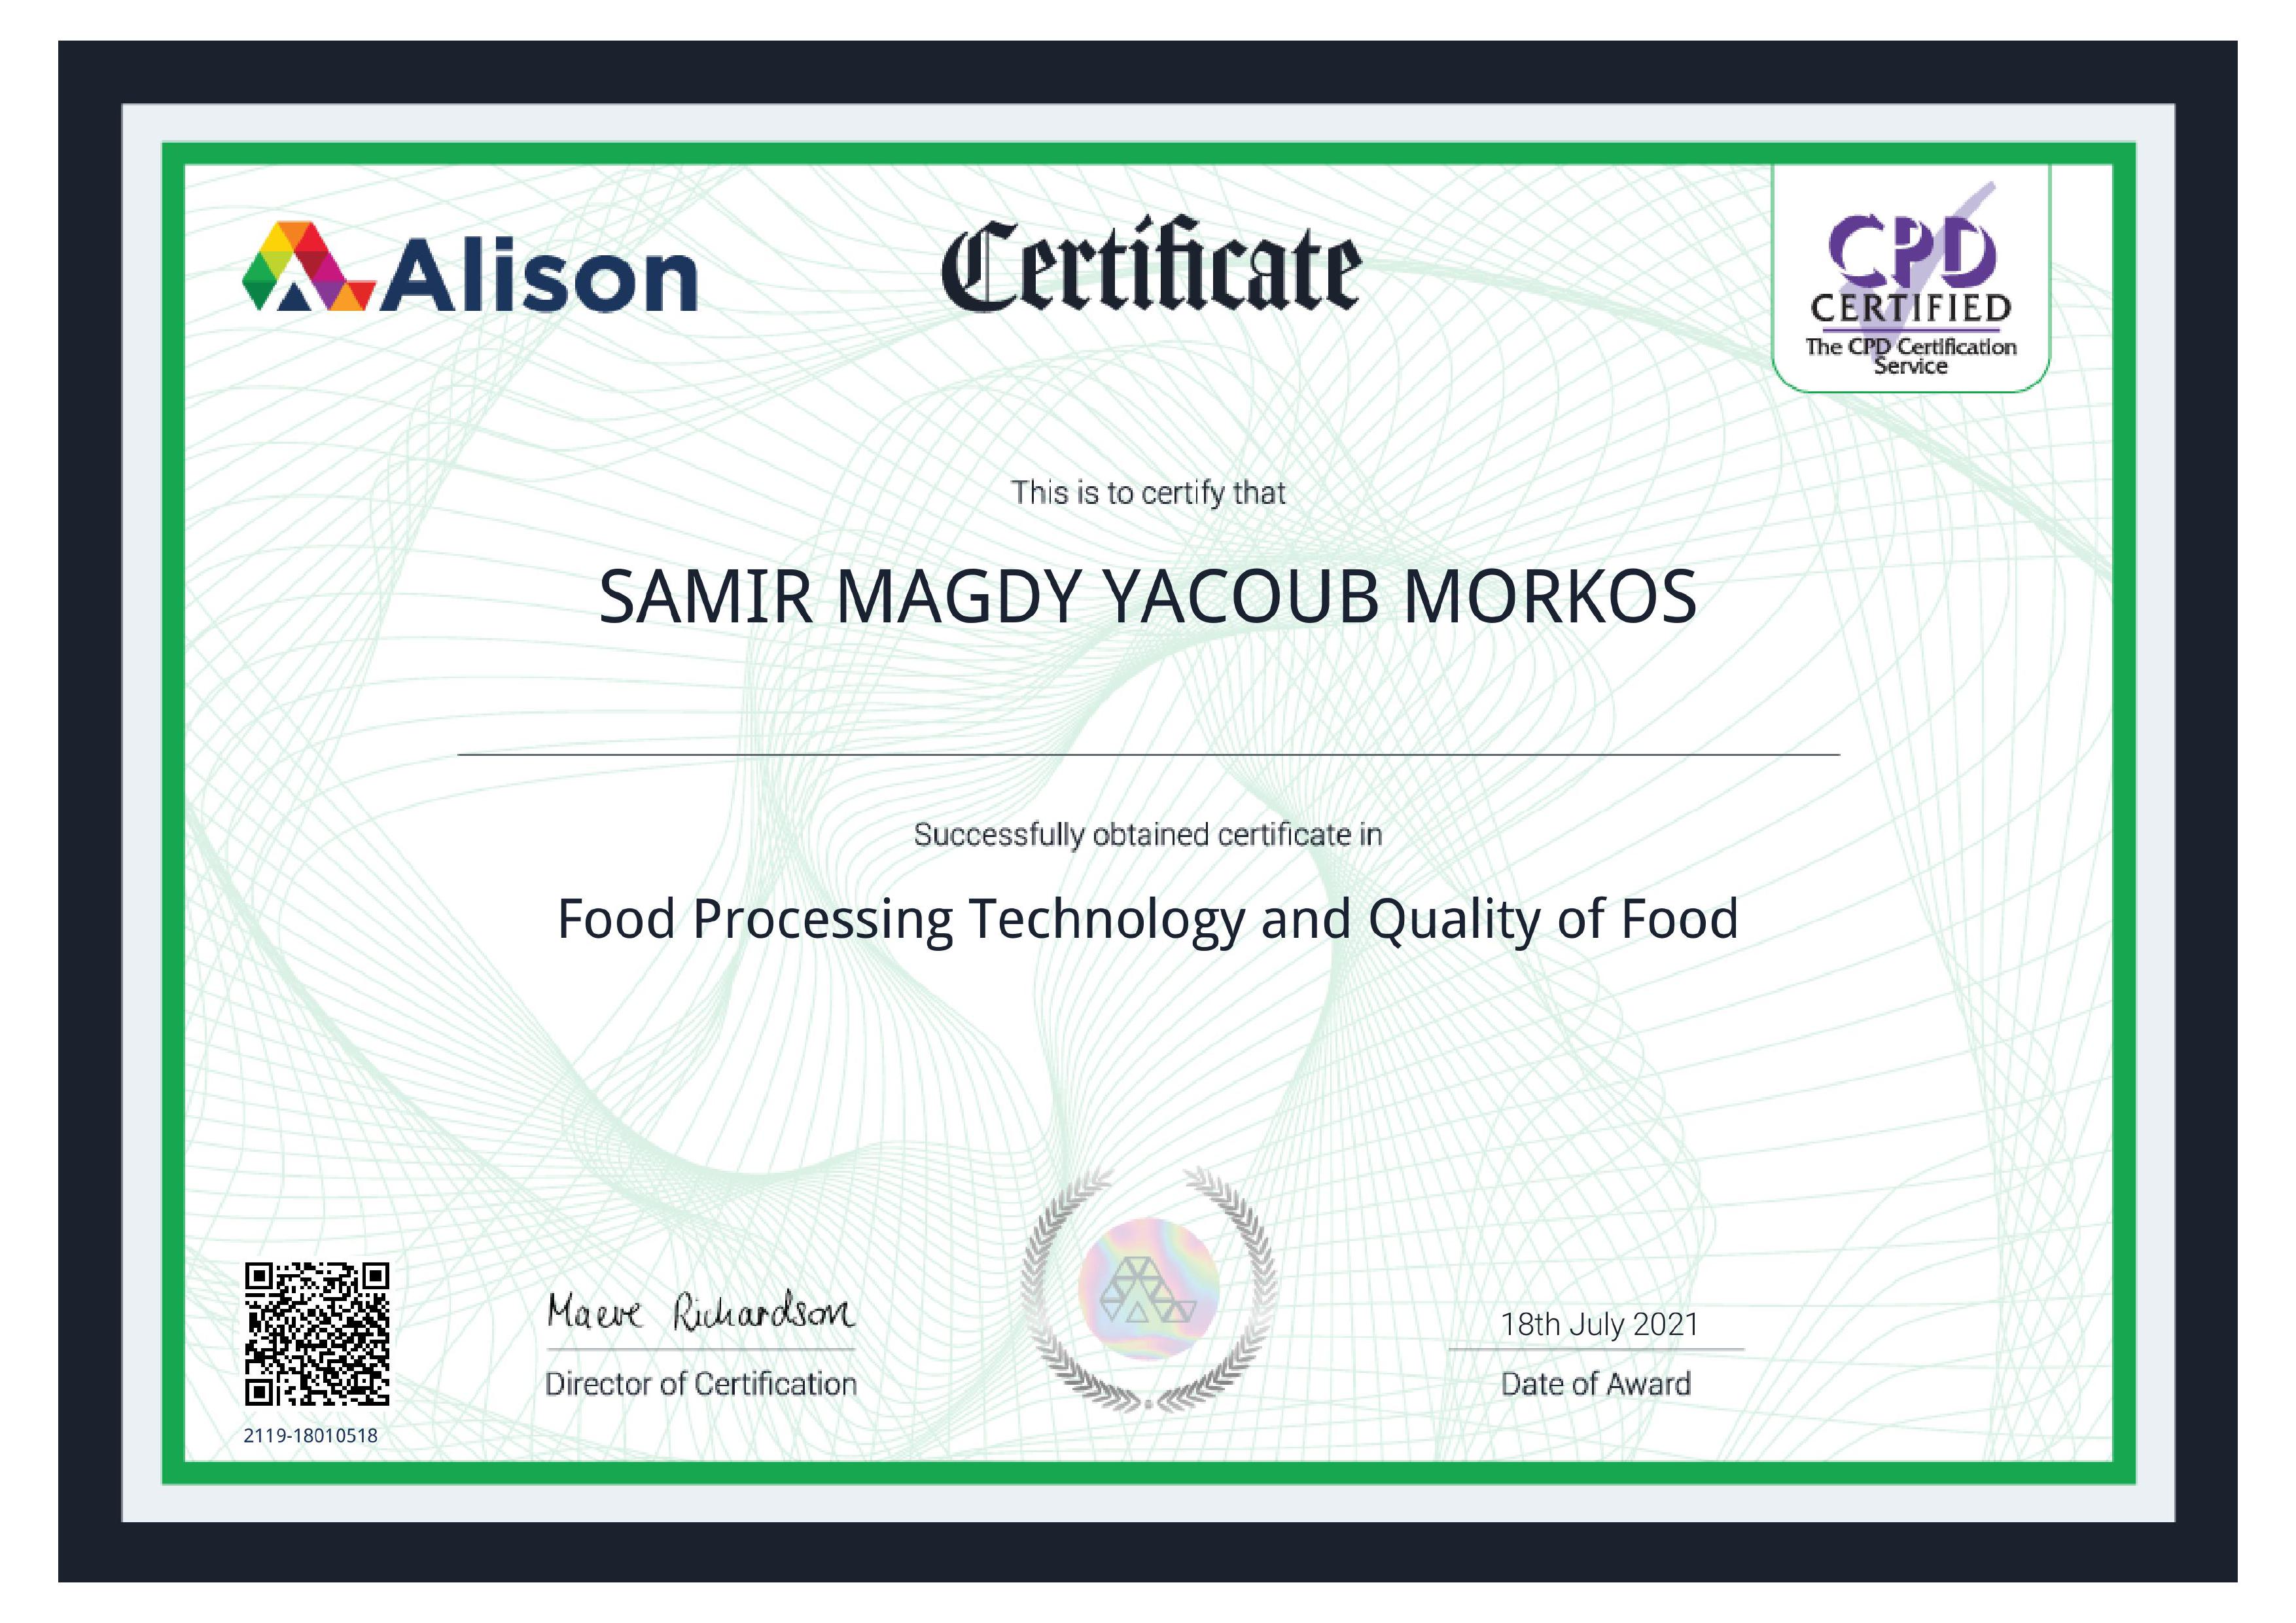 Alison
Certificate
CPD
CERTIFIED
The CPD Certification
Service
This is to certify that
SAMIR MAGDY YACOUB MORKOS
Successfully obtained certificate in
Food Processing Technology and Quality of Food
Maeve Richardson
Director of Certification
18th July 2021
Date of Award
2119-18010518